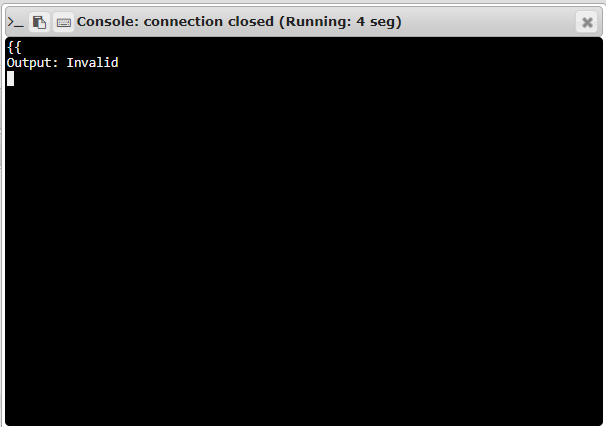 Console: connection closed (Running: 4 seg)
{{
Output: Invalid